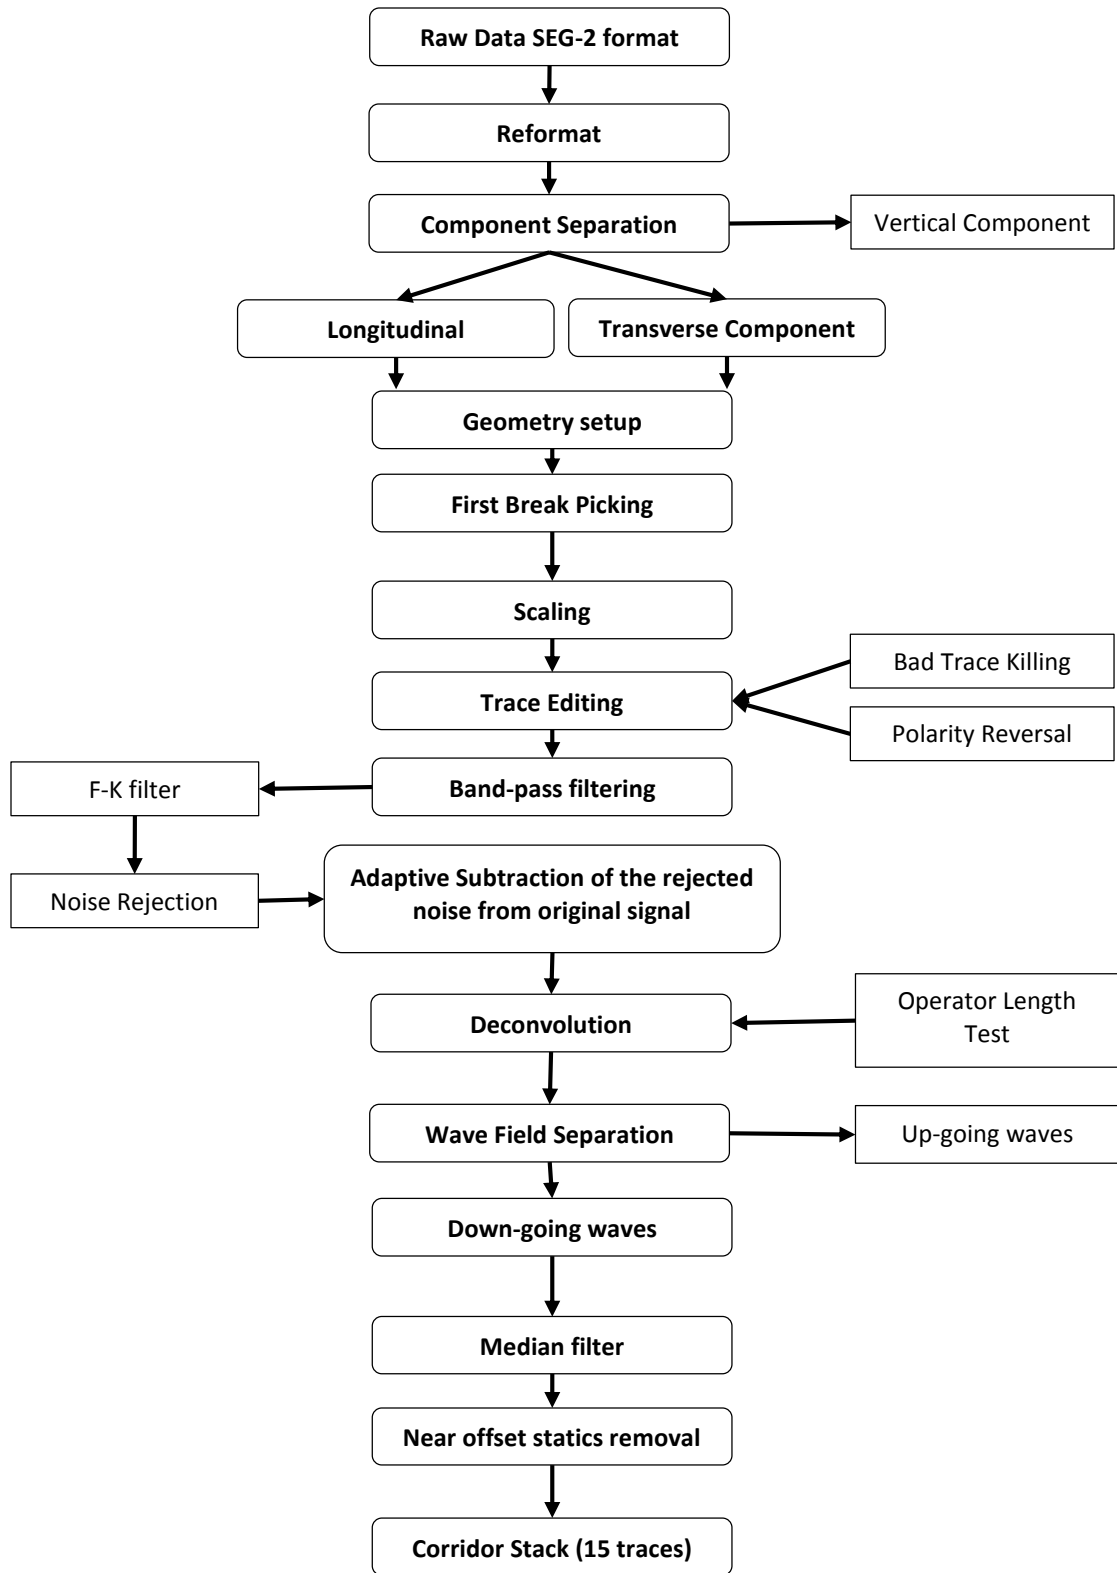 Raw Data SEG-2 format
Reformat
Component Separation
Vertical Component
Longitudinal
Transverse Component
Geometry setup
First Break Picking
Scaling
Bad Trace Killing
Trace Editing
Polarity Reversal
F-K filter
Band-pass filtering
Noise Rejection
Adaptive Subtraction of the rejected
noise from original signal
Deconvolution
Operator Length
Test
Wave Field Separation
Up-going waves
Down-going waves
Median filter
Near offset statics removal
Corridor Stack (15 traces)